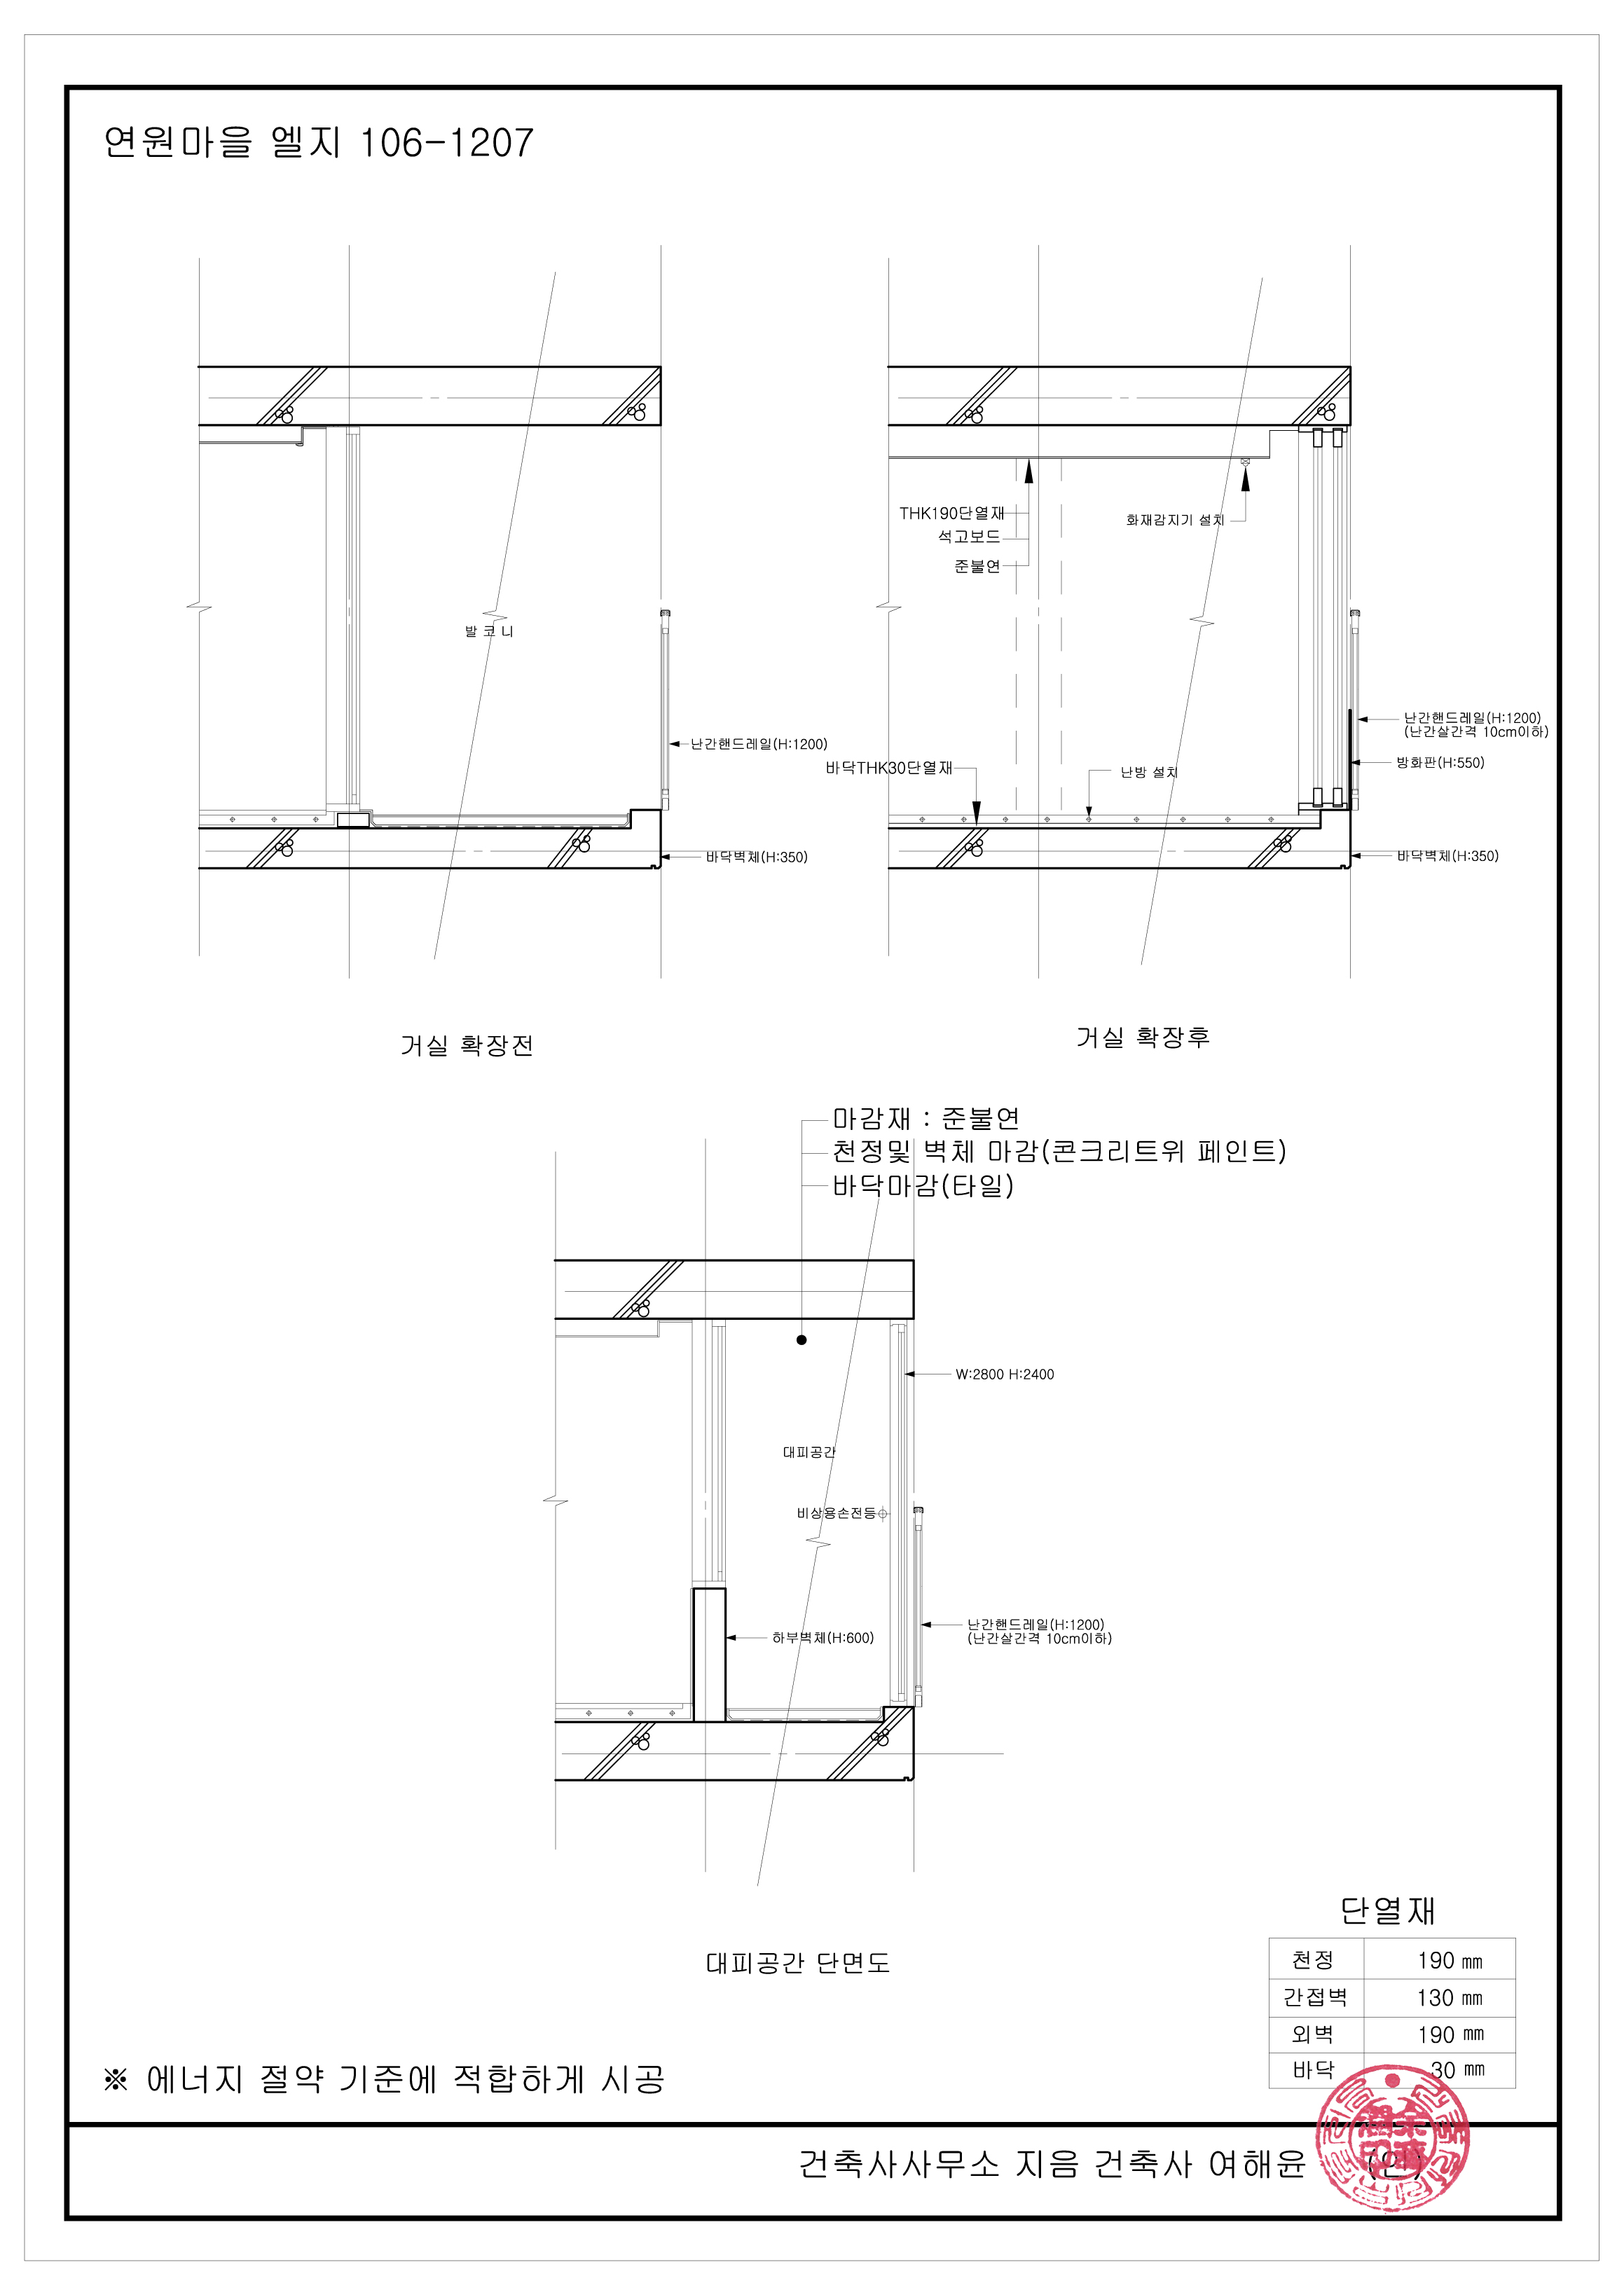 연원마을 엘지 106-1207
발 코 니
난간핸드레일(H:1200)
바닥벽체(H:350)
거실 확장전
THK190단열재
석고보드
준불연
화재감지기 설치
바닥THK30단열재
난방 설치
난간핸드레일(H:1200)
(난간살간격 10cm이하)
방화판(H:550)
바닥벽체(H:350)
거실 확장후
마감재 : 준불연
천정및 벽체 마감(콘크리트위 페인트)
바닥마감(타일)
W:2800 H:2400
대피공간
비상용손전등
하부벽체(H:600)
난간핸드레일(H:1200)
(난간살간격 10cm이하)
대피공간 단면도
단열재
천정 190 ㎜
간접벽 130 ㎜
외벽 190 ㎜
바닥 30 ㎜
※ 에너지 절약 기준에 적합하게 시공
건축사사무소 지음 건축사 여해윤 (인)